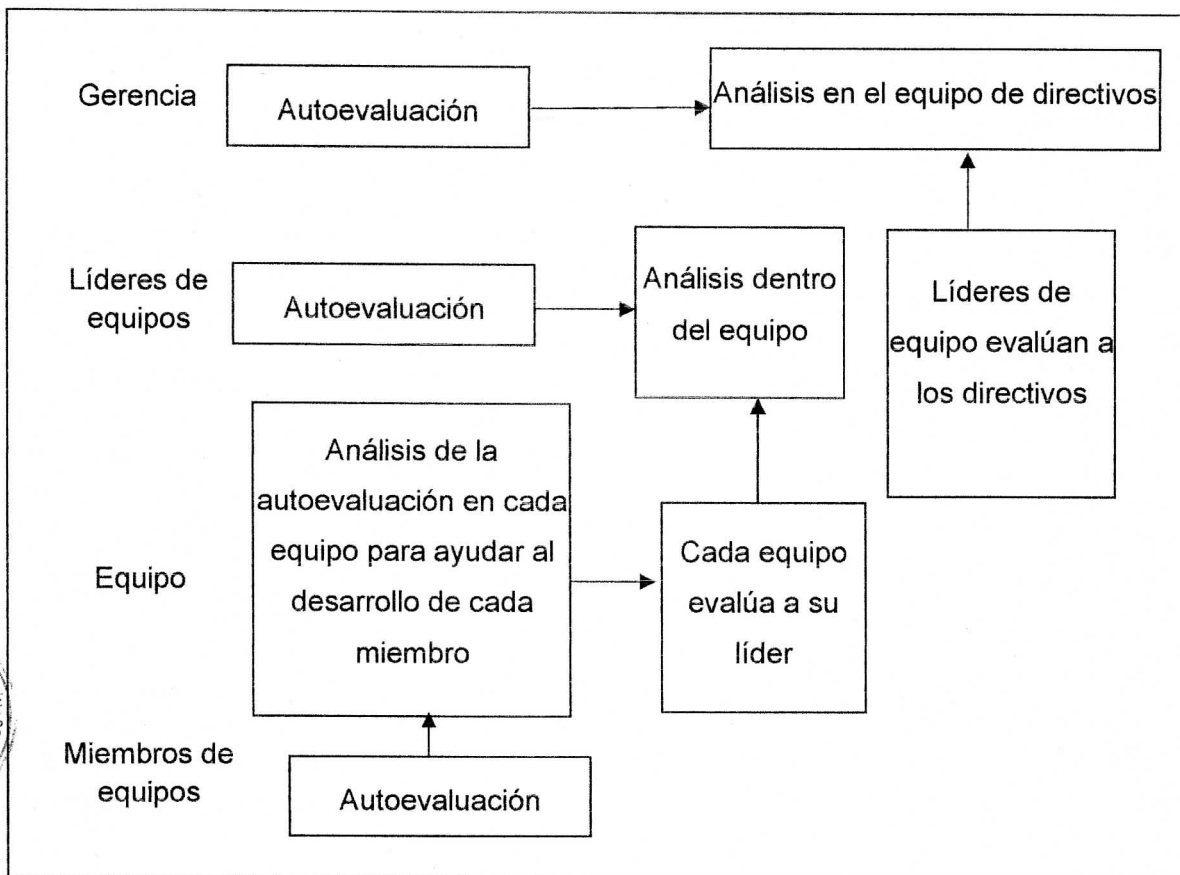 Gerencia
Autoevaluación
Análisis en el equipo de directivos
Líderes de
equipos
Autoevaluación
Análisis dentro
del equipo
Líderes de
equipo evalúan a
los directivos
Equipo
Análisis de la
autoevaluación en cada
equipo para ayudar al
desarrollo de cada
miembro
Cada equipo
evalúa a su
líder
Miembros de
equipos
Autoevaluación